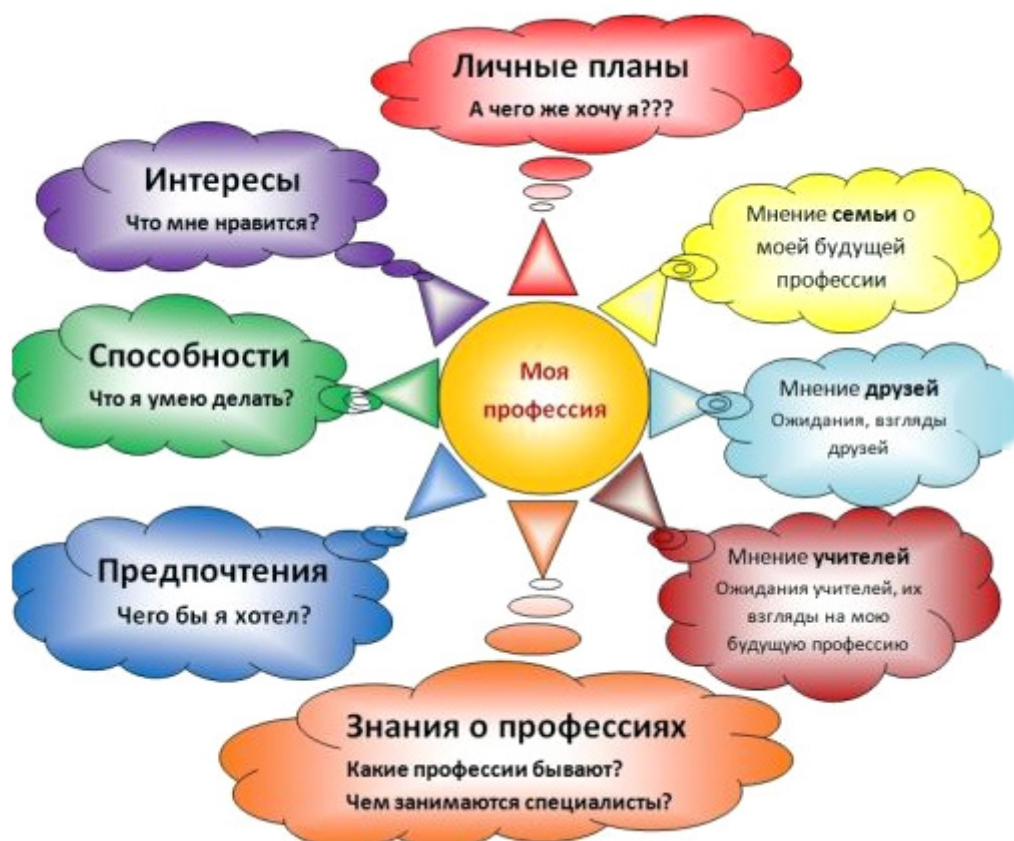 Личные планы
А чего же хочу я???
Интересы
Что мне нравится?
Мнение семьи о
моей будущей
профессии
Способности
Что я умею делать?
Моя
профессия
Мнение друзей
Ожидания, взгляды
друзей
Предпочтения
Чего бы я хотел?
Мнение учителей
Ожидания учителей, их
взгляды на мою
будущую профессию
Знания о профессиях
Какие профессии бывают?
Чем занимаются специалисты?